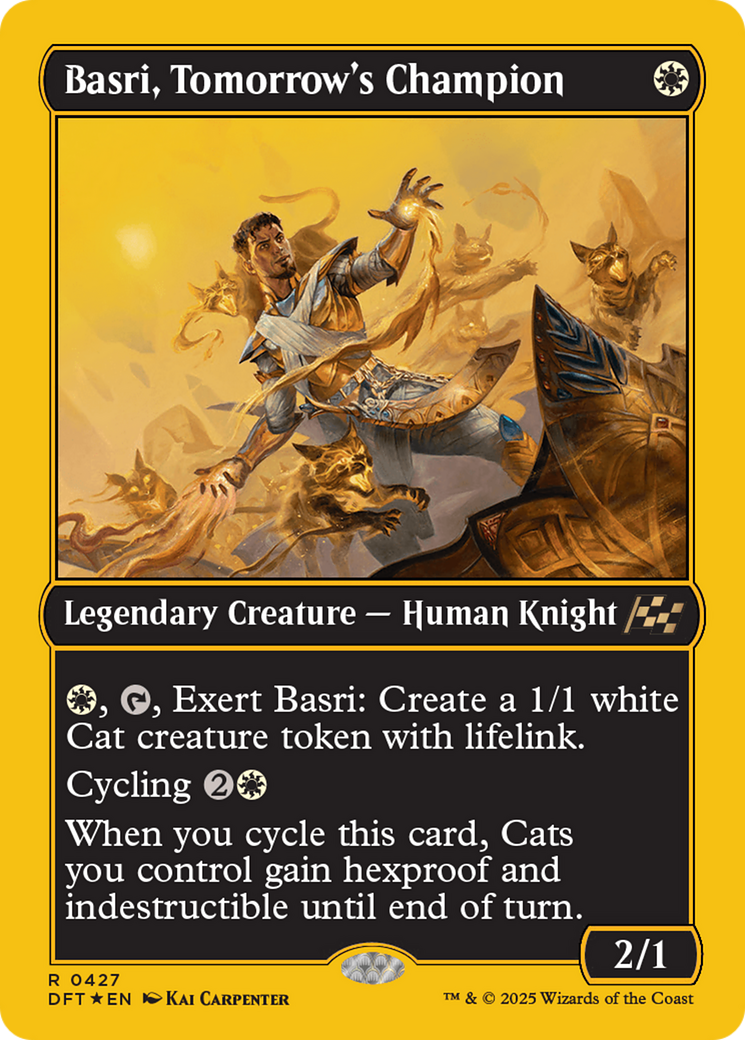 Basri, Tomorrow's Champion
Legendary Creature — Human Knight
, , Exert Basri: Create a 1/1 white
Cat creature token with lifelink.
Cycling 2
When you cycle this card, Cats
you control gain hexproof and
indestructible until end of turn.
2/1
R 0427
DFT★EN Kai Carpenter
™ & © 2025 Wizards of the Coast